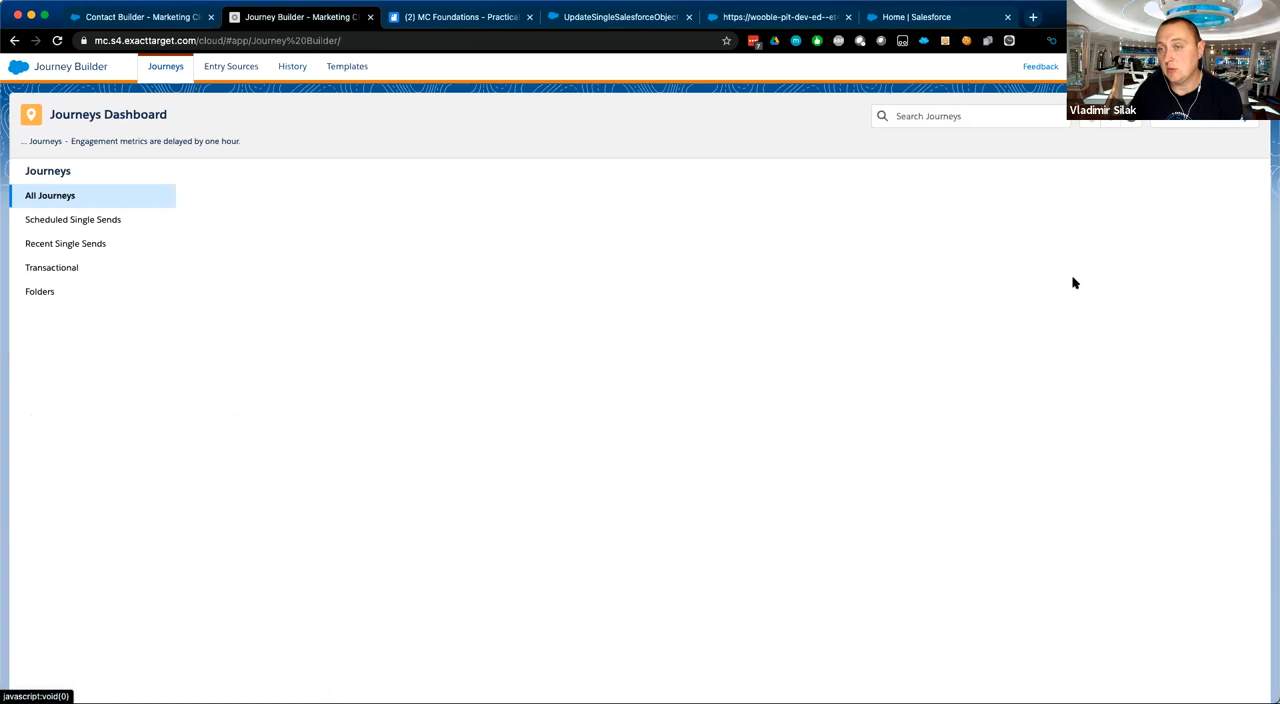 Contact Builder - Marketing Cl
Journey Builder - Marketing Cl
(2) MC Foundations - Practical
UpdateSingleSalesforceObject
https://wooble-pit-dev-ed--et
Home | Salesforce
mc.s4.exacttarget.com/cloud/#app/Journey%20Builder/
Journey Builder
Journeys
Entry Sources
History
Templates
Feedback
Vladimir Silak
Journeys Dashboard
Search Journeys
... Journeys - Engagement metrics are delayed by one hour.
Journeys
All Journeys
Scheduled Single Sends
Recent Single Sends
Transactional
Folders
javascript:void(0)